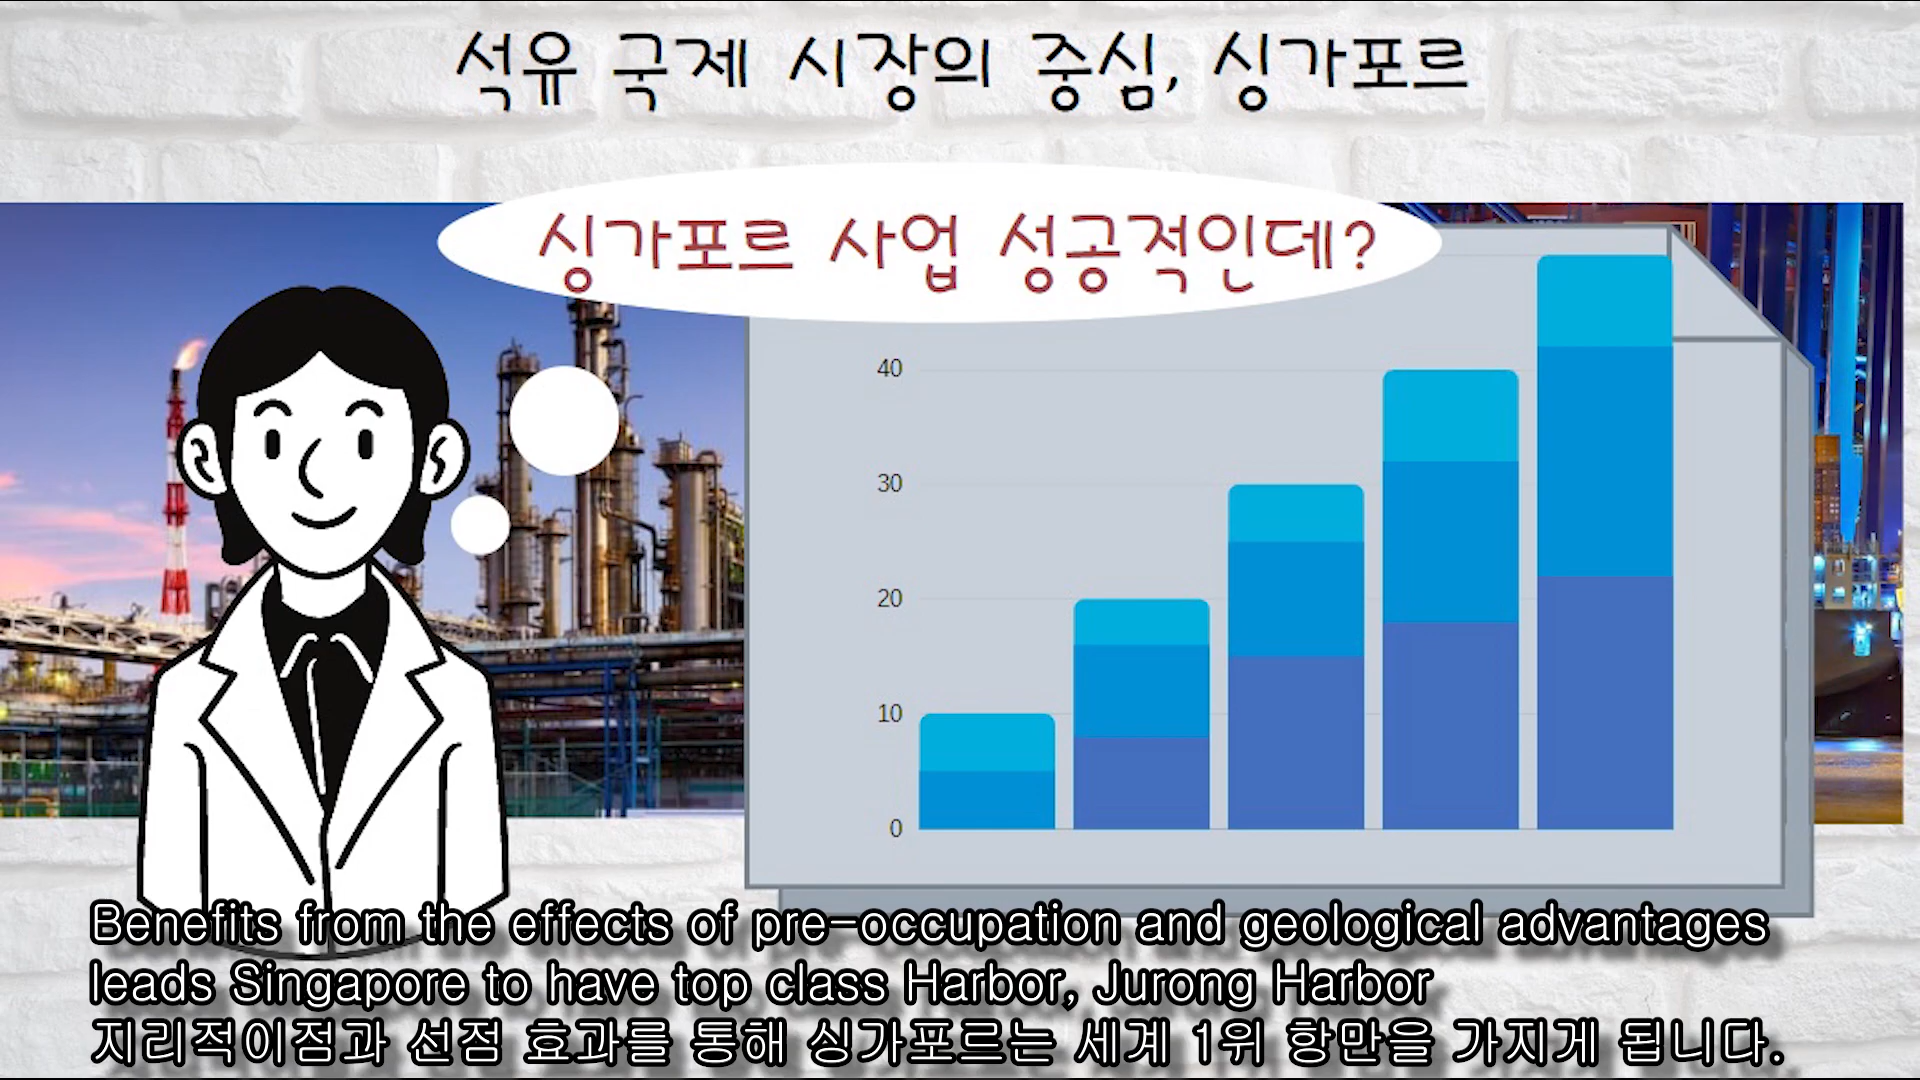 석유 국제 시장의 중심, 싱가포르
싱가포르 사업 성공적인데?
40
30
20
10
0
Benefits from the effects of pre-occupation and geological advantages
leads Singapore to have top class Harbor, Jurong Harbor
지리적이점과 선점 효과를 통해 싱가포르는 세계 1위 항만을 가지게 됩니다.